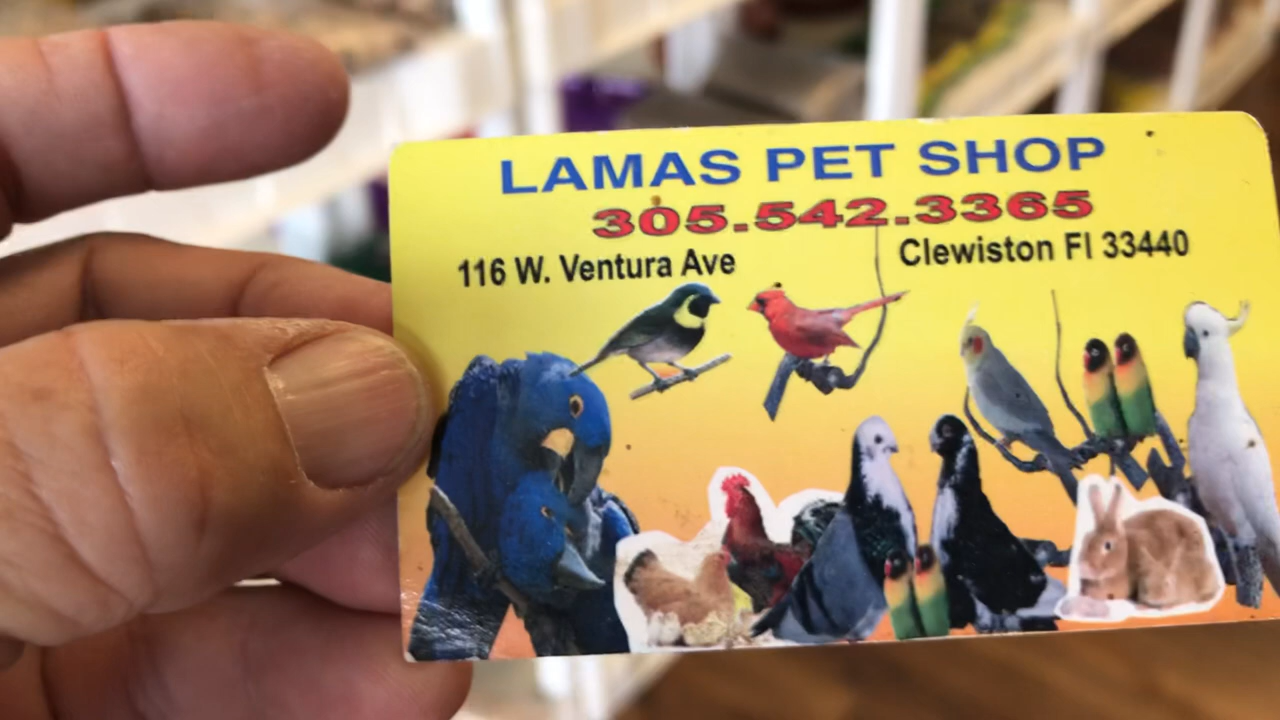 LAMAS PET SHOP
305.542.3365
116 W. Ventura Ave
Clewiston Fl 33440